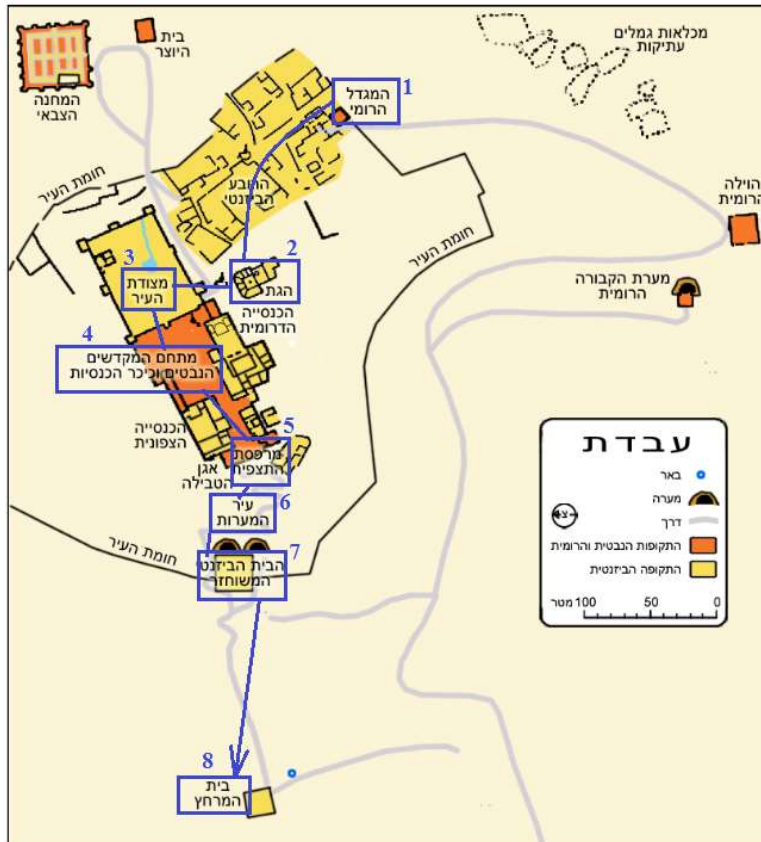 מכלאות גמלים
עתיקות
בית
היוצר
המחנה
הצבאי
1
המגדל
הרומי
חומת העיר
הרובע
הביזנטי
הוילה
הרומית
חומת העיר
2
הגת
3
מצודת
העיר
מערת הקבורה
הרומית
הכנסייה
הדרומית
4
מתחם המקדשים
הנבטים וכיכר הכנסיות
הכנסייה
הצפונית
5
מרפסת
התצפית
אגן
הטבילה
6
עיר
המערות
חומת העיר
7
הבית הביזנטי
המשוחזר
8
בית
המרחץ
עבדת
באר
מערה
דרך
התקופות הנבטית והרומית
התקופה הביזנטית
100 50 0 מטר